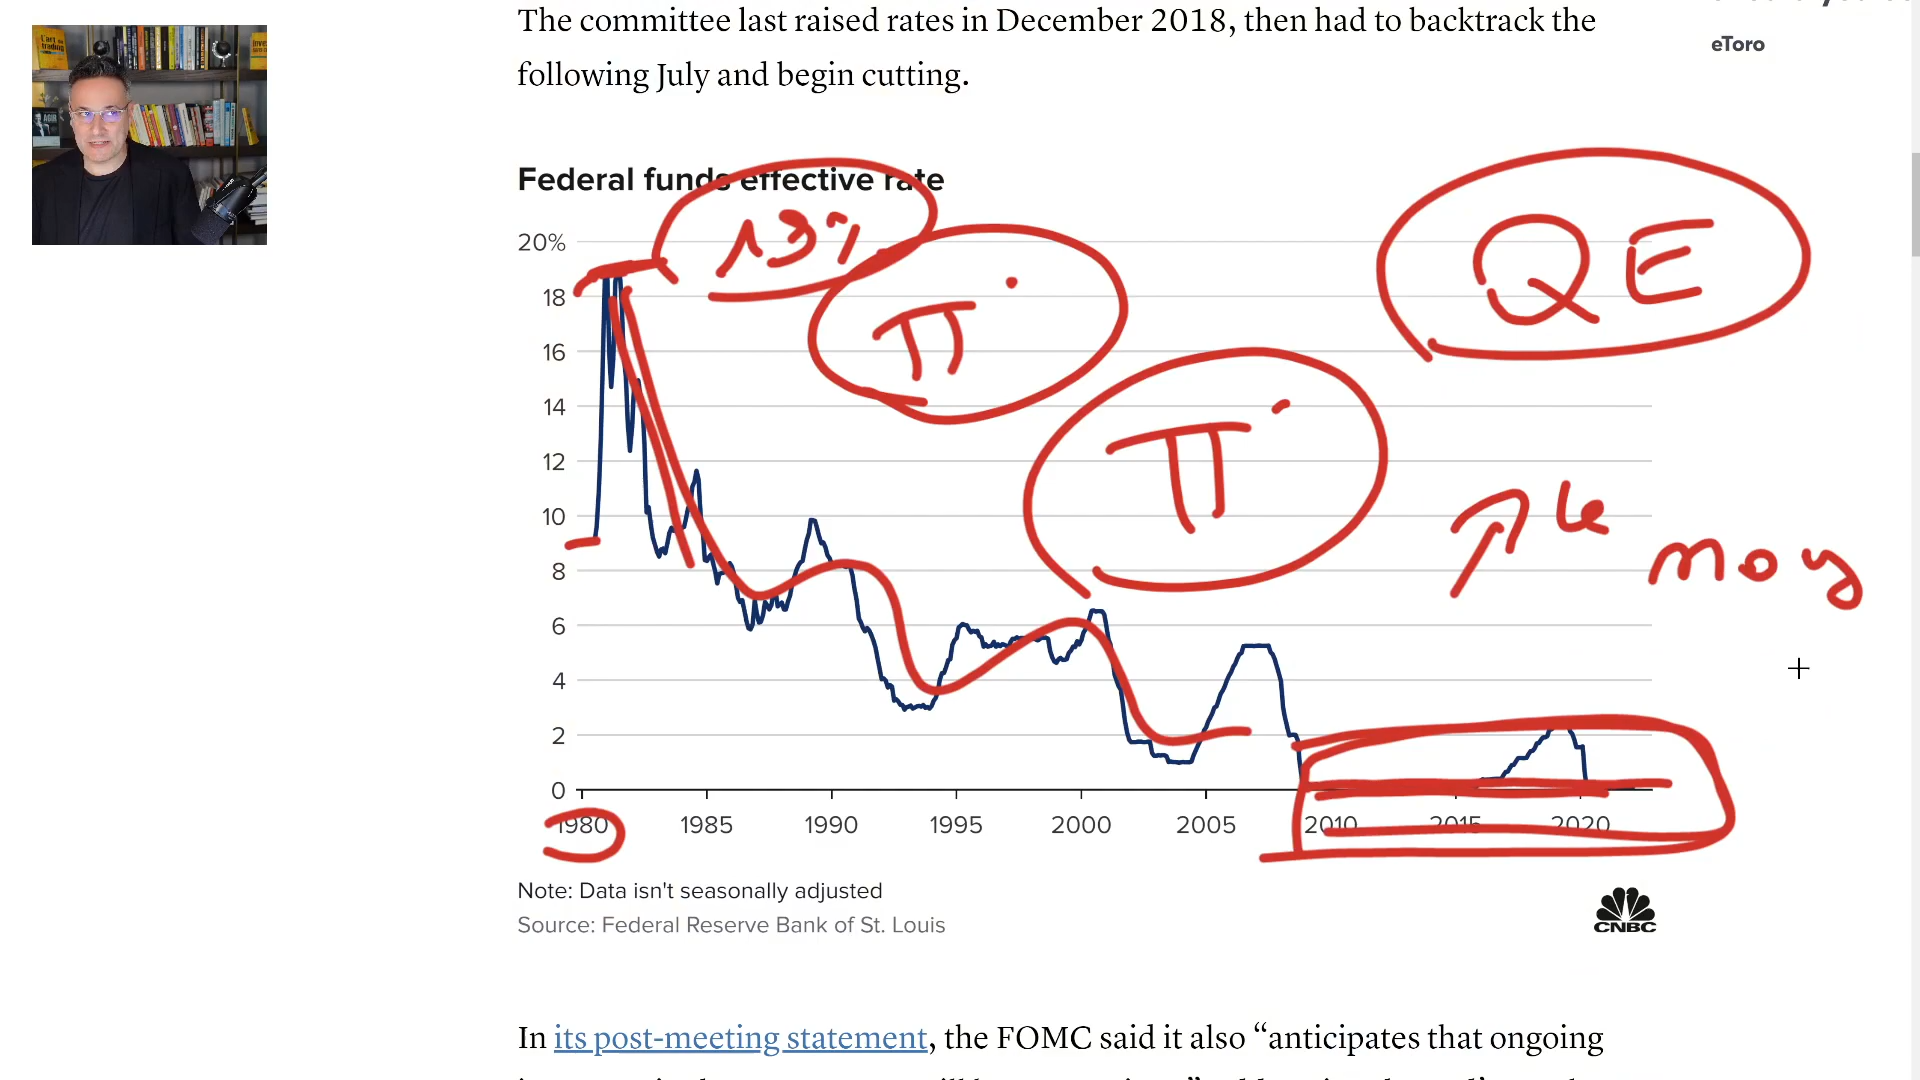 The committee last raised rates in December 2018, then had to backtrack the
following July and begin cutting.
eToro
Federal funds effective rate
19%
QE
20%
18
16
14
12
10
8
6
4
2
0
1980 1985 1990 1995 2000 2005 2010 2015 2020
Π
Π
Note: Data isn't seasonally adjusted
Source: Federal Reserve Bank of St. Louis
CNBC
In its post-meeting statement, the FOMC said it also “anticipates that ongoing